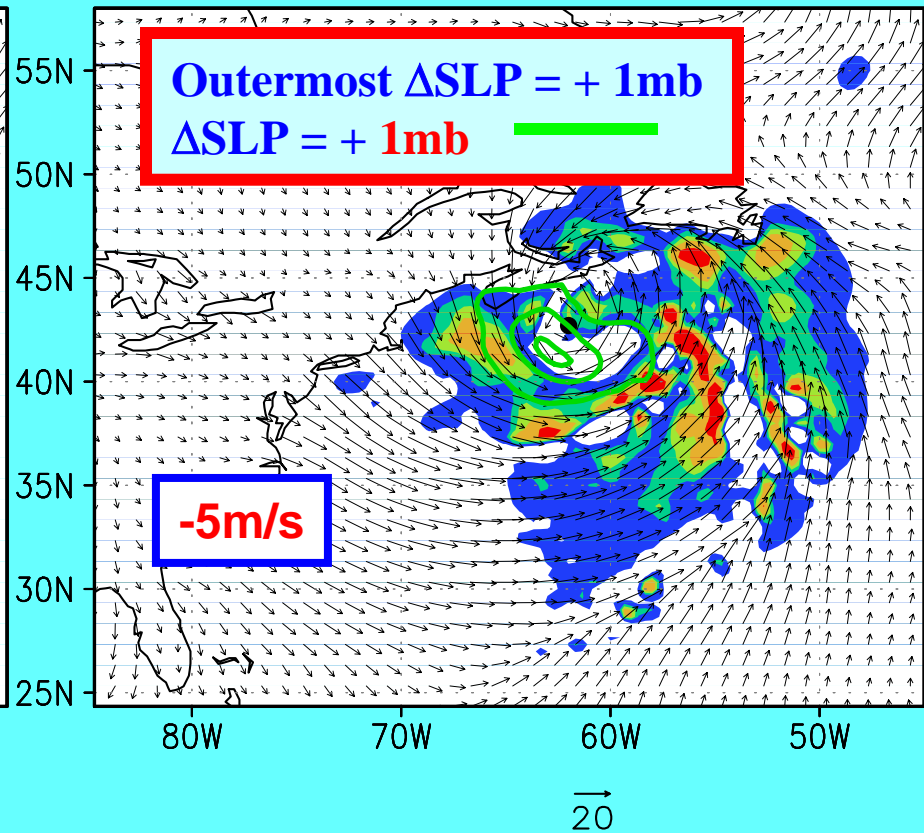 Outermost ΔSLP = + 1mb
ΔSLP = + 1mb
55N
50N
45N
40N
35N
30N
25N
-5m/s
80W 70W 60W 50W
20